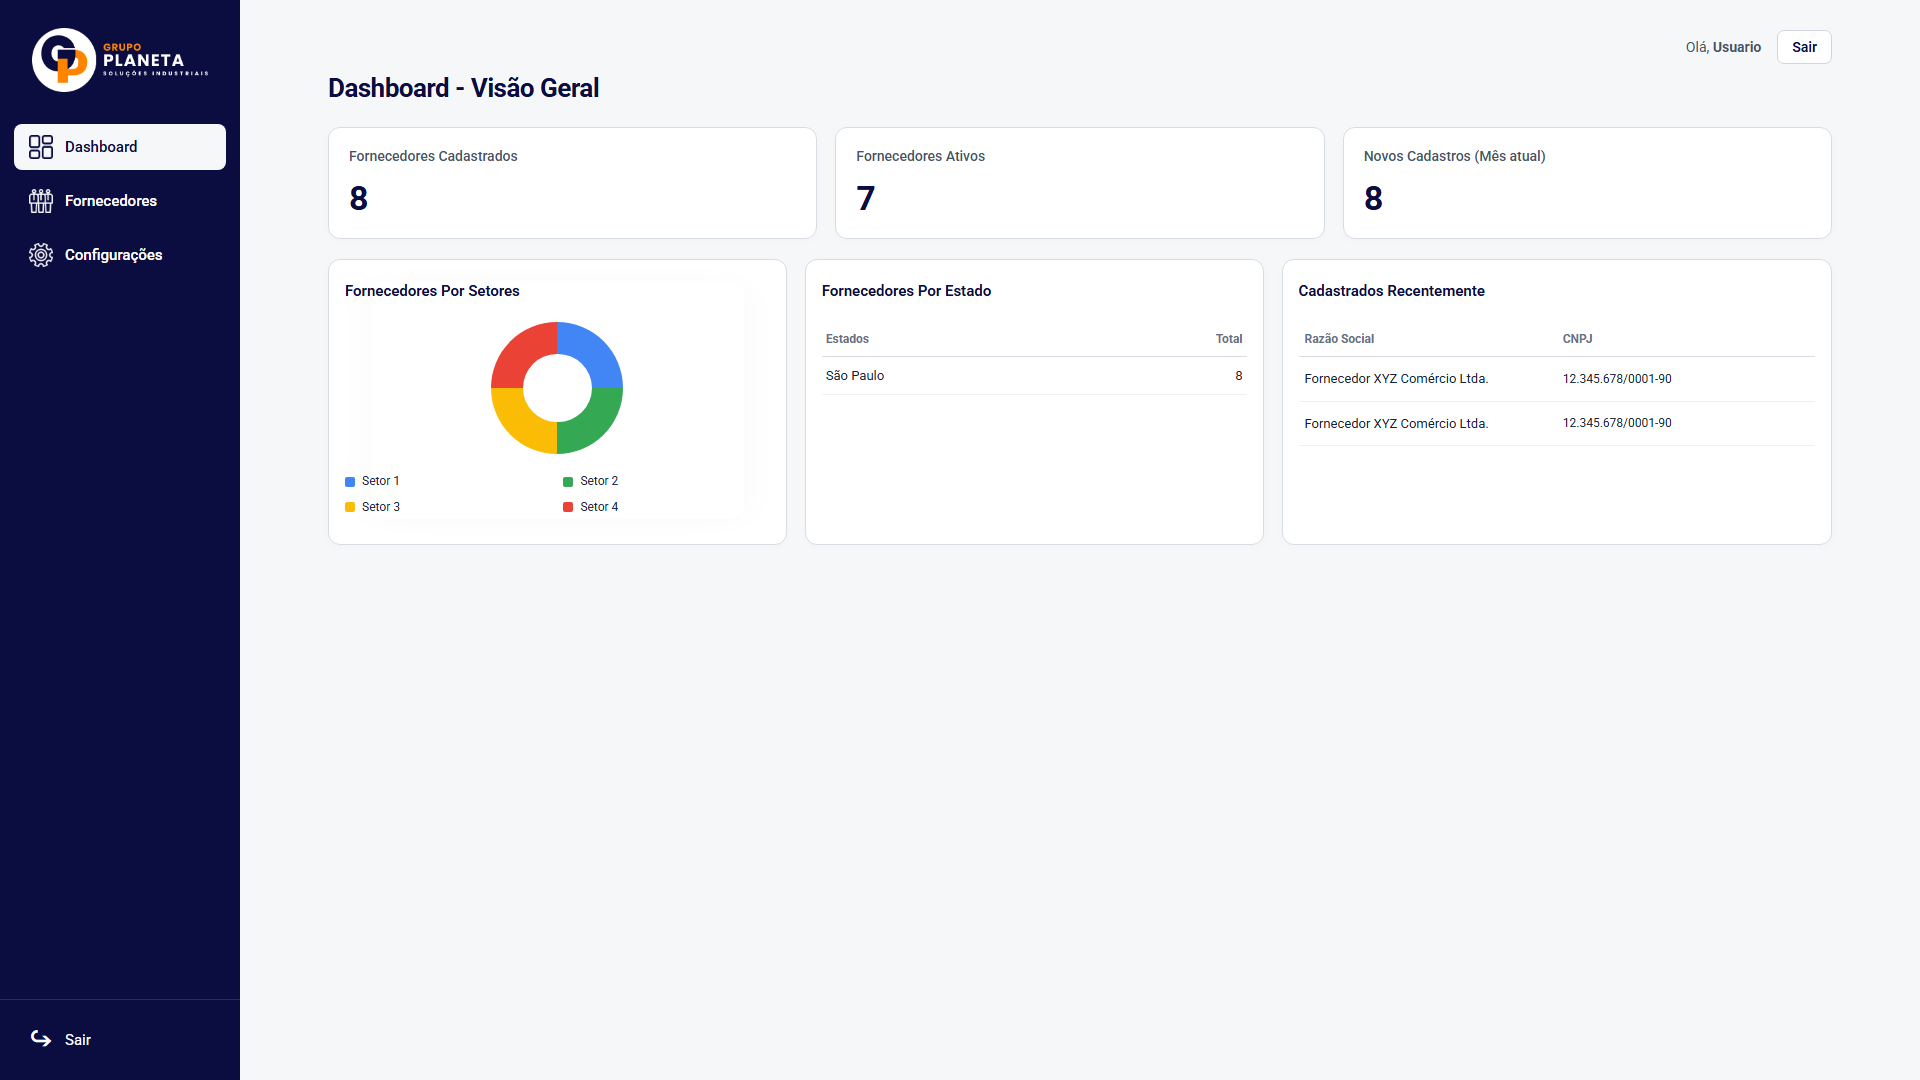 GRUPO
PLANETA
SOLUÇÕES INDUSTRIAIS
Dashboard
Fornecedores
Configurações
Sair
Olá, Usuario
Sair
Dashboard - Visão Geral
Fornecedores Cadastrados
8
Fornecedores Ativos
7
Novos Cadastros (Mês atual)
8
Fornecedores Por Setores
Setor 1
Setor 2
Setor 3
Setor 4
Fornecedores Por Estado
Estados Total
São Paulo 8
Cadastrados Recentemente
Razão Social CNPJ
Fornecedor XYZ Comércio Ltda. 12.345.678/0001-90
Fornecedor XYZ Comércio Ltda. 12.345.678/0001-90